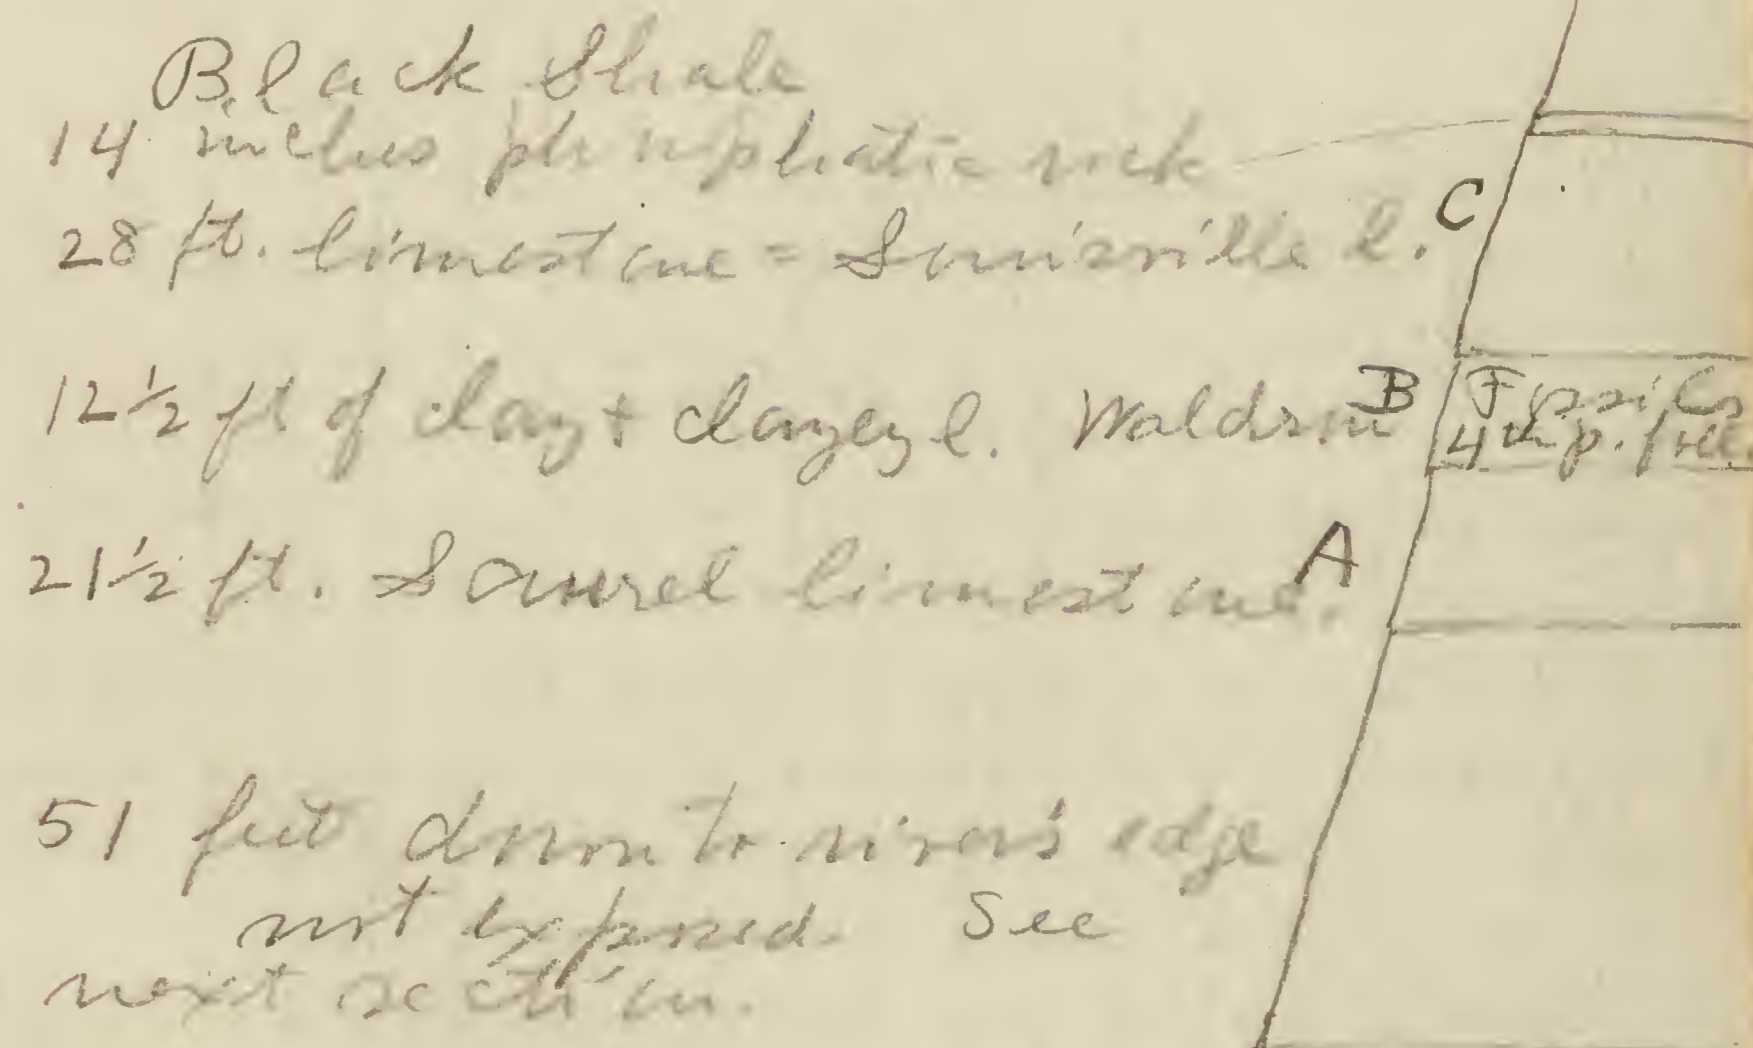 Black Shale
14 inches phosphatic rock
28 ft. limestone = Louisville l. C
12½ ft of clay + clayey l. Waldron B
4th p.
21½ ft. Laurel limestone. A
51 feet down to river's edge
not exposed See
next section.